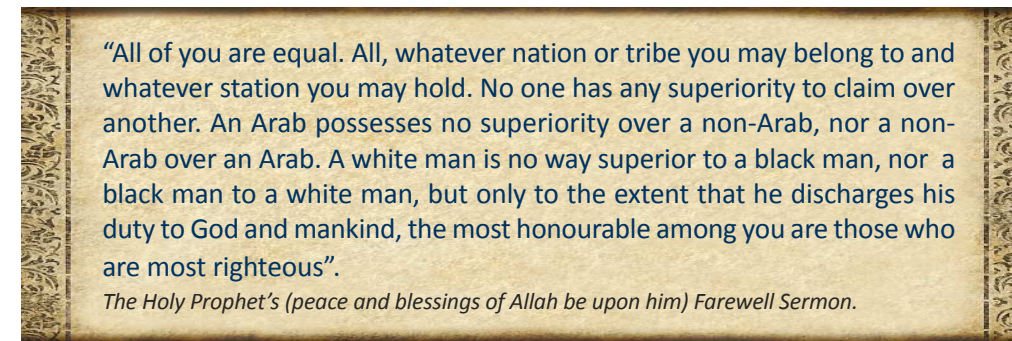 “All of you are equal. All, whatever nation or tribe you may belong to and
whatever station you may hold. No one has any superiority to claim over
another. An Arab possesses no superiority over a non-Arab, nor a non-
Arab over an Arab. A white man is no way superior to a black man, nor a
black man to a white man, but only to the extent that he discharges his
duty to God and mankind, the most honourable among you are those who
are most righteous”.
The Holy Prophet’s (peace and blessings of Allah be upon him) Farewell Sermon.